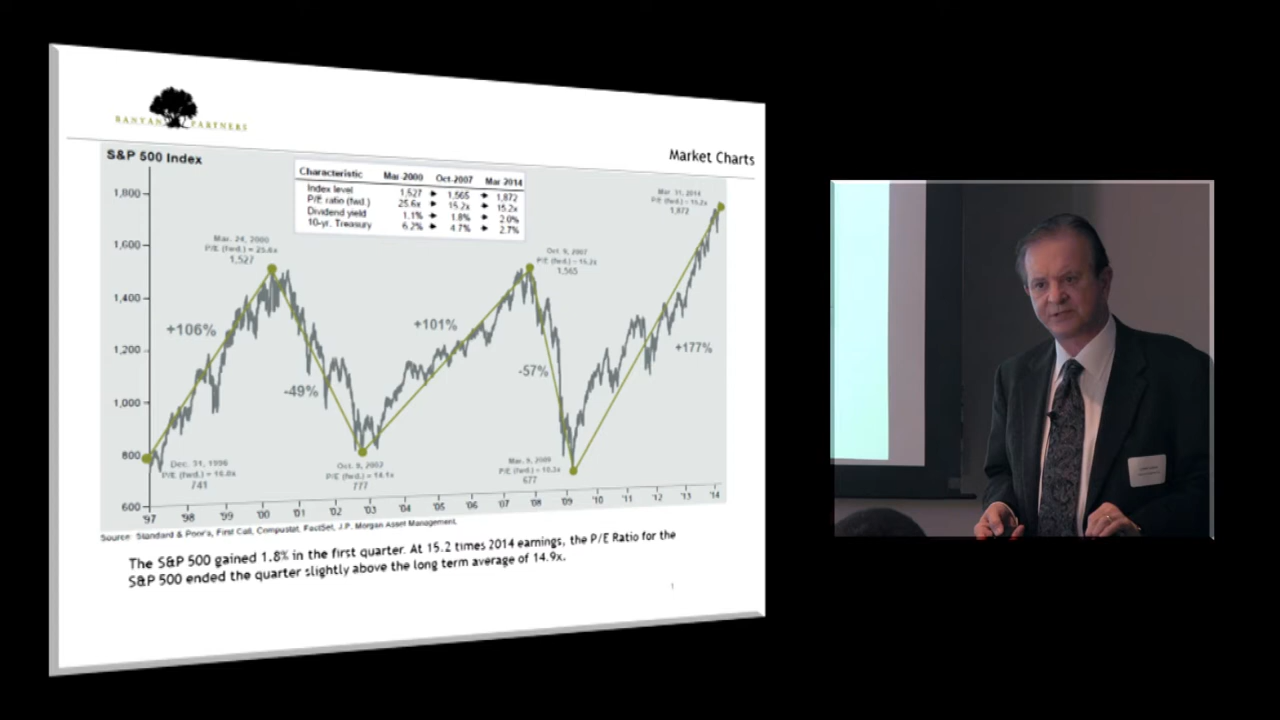 BANYAN PARTNERS
Market Charts
S&P 500 Index
Characteristic Mar-2000 Oct-2007 Mar-2014
Index level 1,527 1,565 1,872
P/E ratio (fwd.) 25.6x 15.2x 15.2x
Dividend yield 1.1% 1.8% 2.0%
10-yr. Treasury 6.2% 4.7% 2.7%
1,800
1,600
1,400
1,200
1,000
800
600
Mar. 24, 2000
P/E (fwd.) = 25.6x
1,527
Oct. 9, 2007
P/E (fwd.) = 15.2x
1,565
Mar. 31, 2014
P/E (fwd.) = 15.2x
1,872
+106%
-49%
+101%
-57%
+177%
Dec. 31, 1996
P/E (fwd.) = 16.0x
741
Oct. 9, 2002
P/E (fwd.) = 14.1x
777
Mar. 9, 2009
P/E (fwd.) = 10.3x
677
'97 '98 '99 '00 '01 '02 '03 '04 '05 '06 '07 '08 '09 '10 '11 '12 '13 '14
Source: Standard & Poor's, First Call, Compustat, FactSet, J.P. Morgan Asset Management.
The S&P 500 gained 1.8% in the first quarter. At 15.2 times 2014 earnings, the P/E Ratio for the
S&P 500 ended the quarter slightly above the long term average of 14.9x.
1